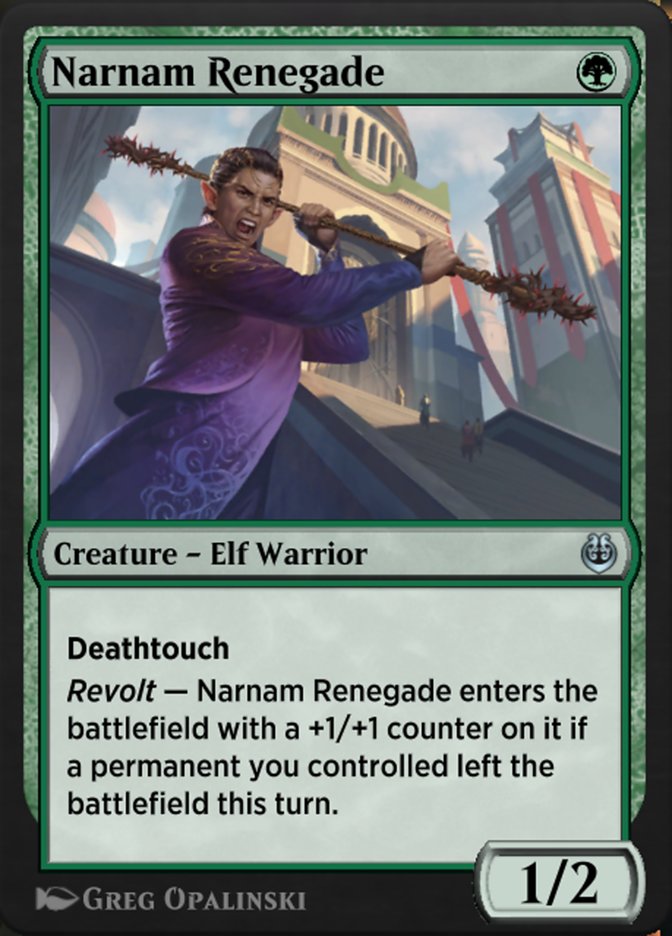 Narnam Renegade
Creature – Elf Warrior
Deathtouch
Revolt — Narnam Renegade enters the
battlefield with a +1/+1 counter on it if
a permanent you controlled left the
battlefield this turn.
1/2
Greg Opalinski